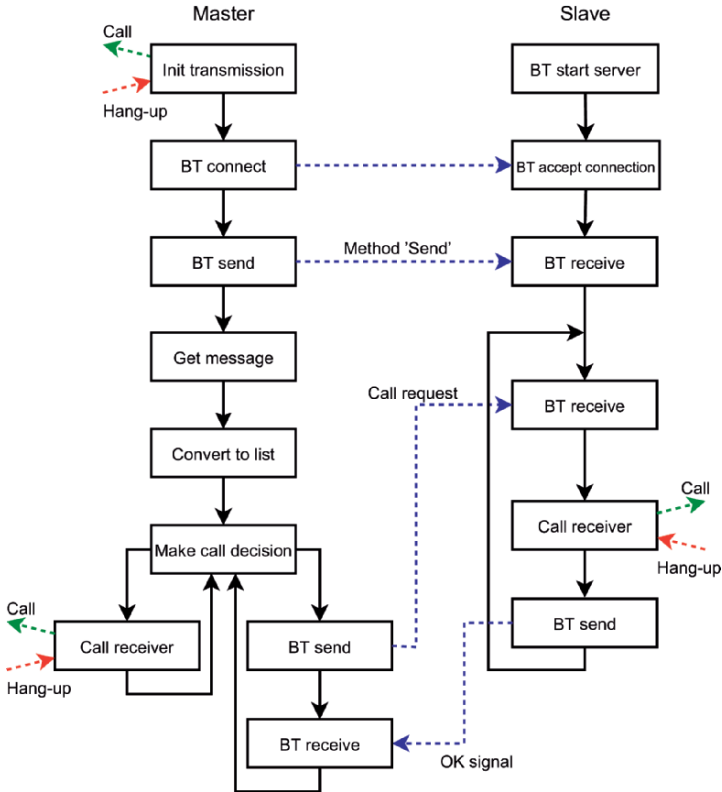 Master
Slave
Call
Init transmission
BT start server
Hang-up
BT connect
BT accept connection
Method 'Send'
BT send
BT receive
Get message
Call request
BT receive
Convert to list
Call
Call receiver
Make call decision
Hang-up
Call
Call receiver
BT send
BT send
Hang-up
BT receive
OK signal